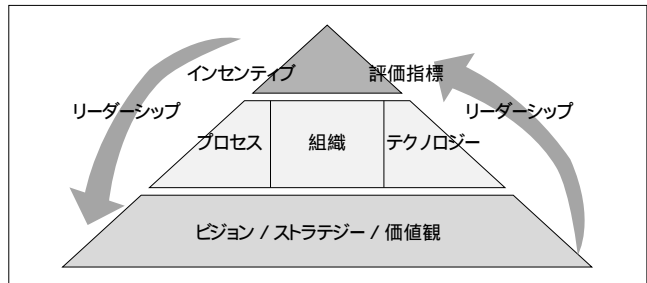 インセンティブ 評価指標
リーダーシップ リーダーシップ
プロセス 組織 テクノロジー
ビジョン / ストラテジー / 価値観